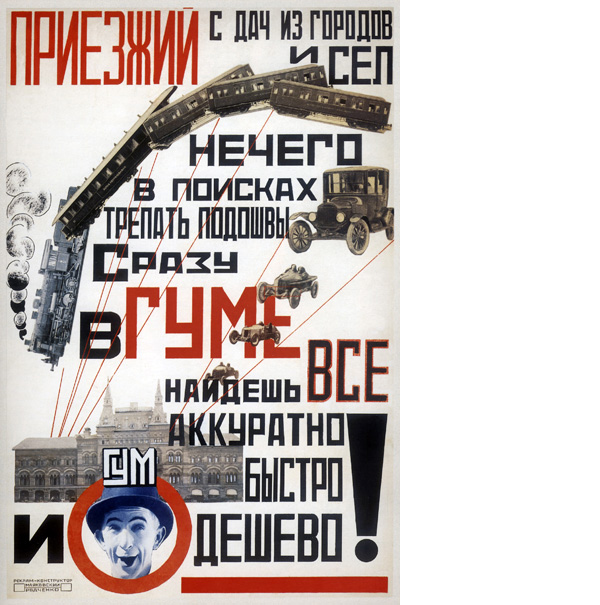 ПРИЕЗЖИЙ С ДАЧ ИЗ ГОРОДОВ
И СЕЛ
НЕЧЕГО
В ПОИСКАХ
ТРЕПАТЬ ПОДОШВЫ
СРАЗУ
В ГУМЕ
ВСЕ
НАЙДЕШЬ
АККУРАТНО
ГУМ
БЫСТРО
И ДЕШЕВО!
РЕКЛАМ-КОНСТРУКТОР
МАЯКОВСКИЙ
РОДЧЕНКО